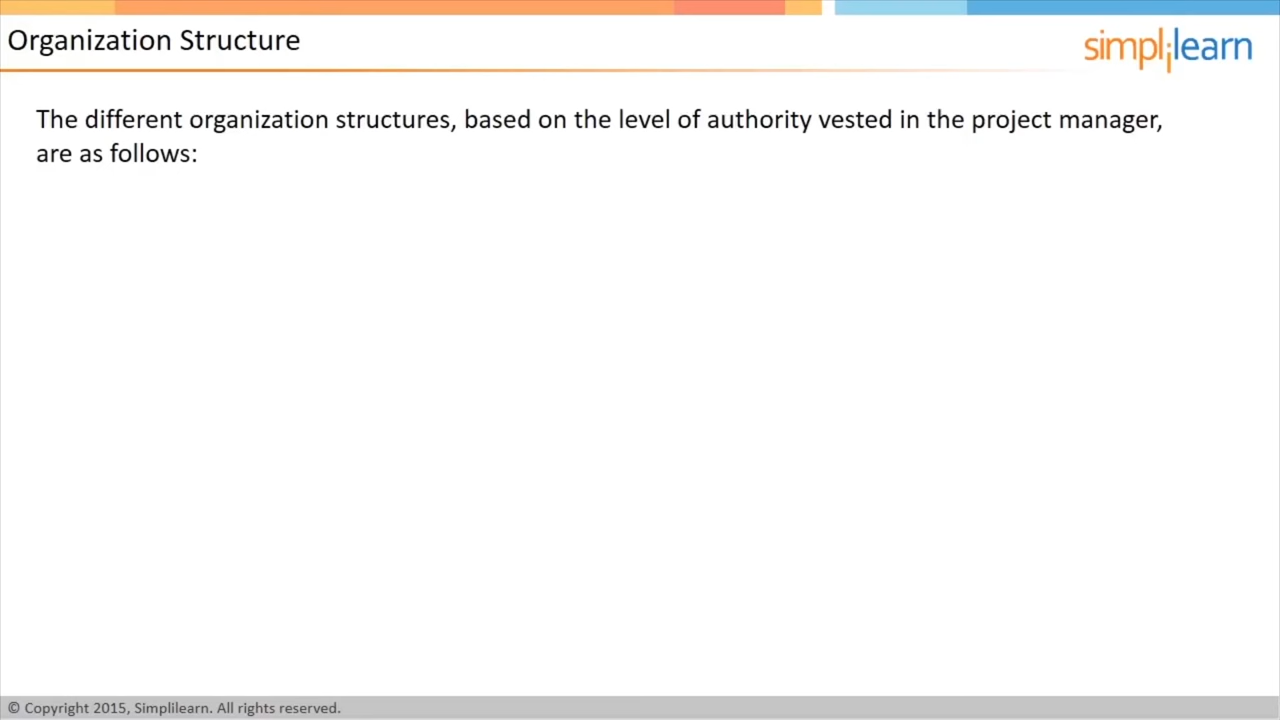 Organization Structure
simplilearn
The different organization structures, based on the level of authority vested in the project manager,
are as follows:
© Copyright 2015, Simplilearn. All rights reserved.